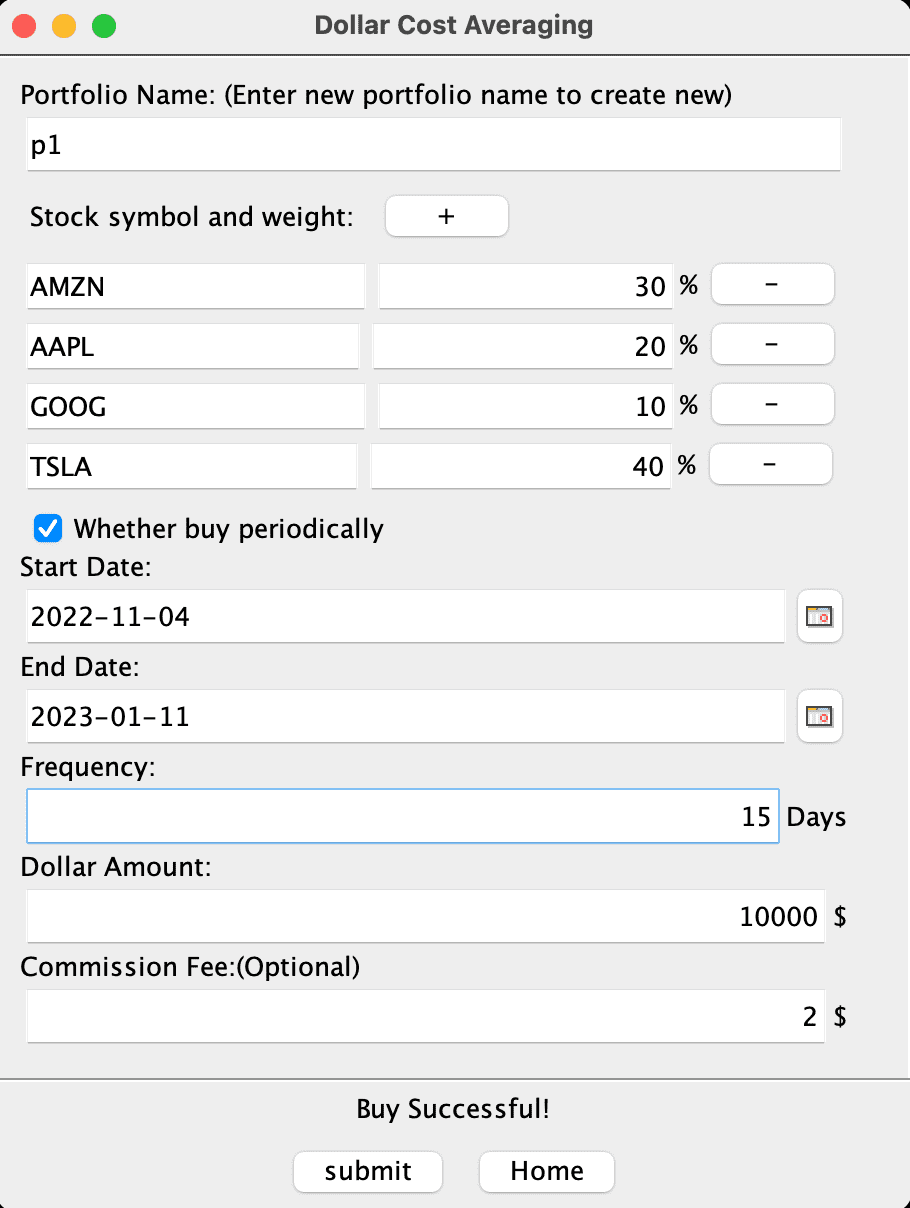 Dollar Cost Averaging
Portfolio Name: (Enter new portfolio name to create new)
p1
Stock symbol and weight: +
AMZN 30 % -
AAPL 20 % -
GOOG 10 % -
TSLA 40 % -
Whether buy periodically
Start Date:
2022-11-04
End Date:
2023-01-11
Frequency:
15 Days
Dollar Amount:
10000 $
Commission Fee:(Optional)
2 $
Buy Successful!
submit Home